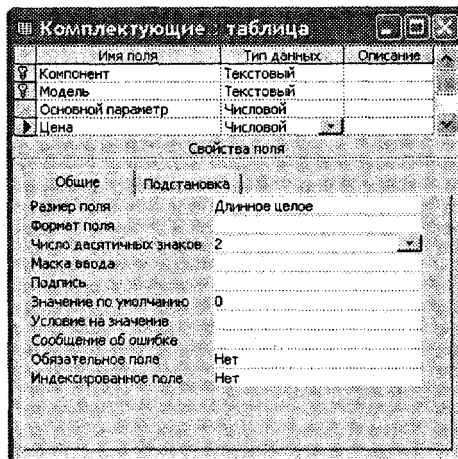 Комплектующие : таблица
Имя поля Тип данных Описание
Компонент Текстовый
Модель Текстовый
Основной параметр Числовой
Цена Числовой
Свойства поля
Общие Подстановка
Размер поля Длинное целое
Формат поля
Число десятичных знаков 2
Маска ввода
Подпись
Значение по умолчанию 0
Условие на значение
Сообщение об ошибке
Обязательное поле Нет
Индексированное поле Нет